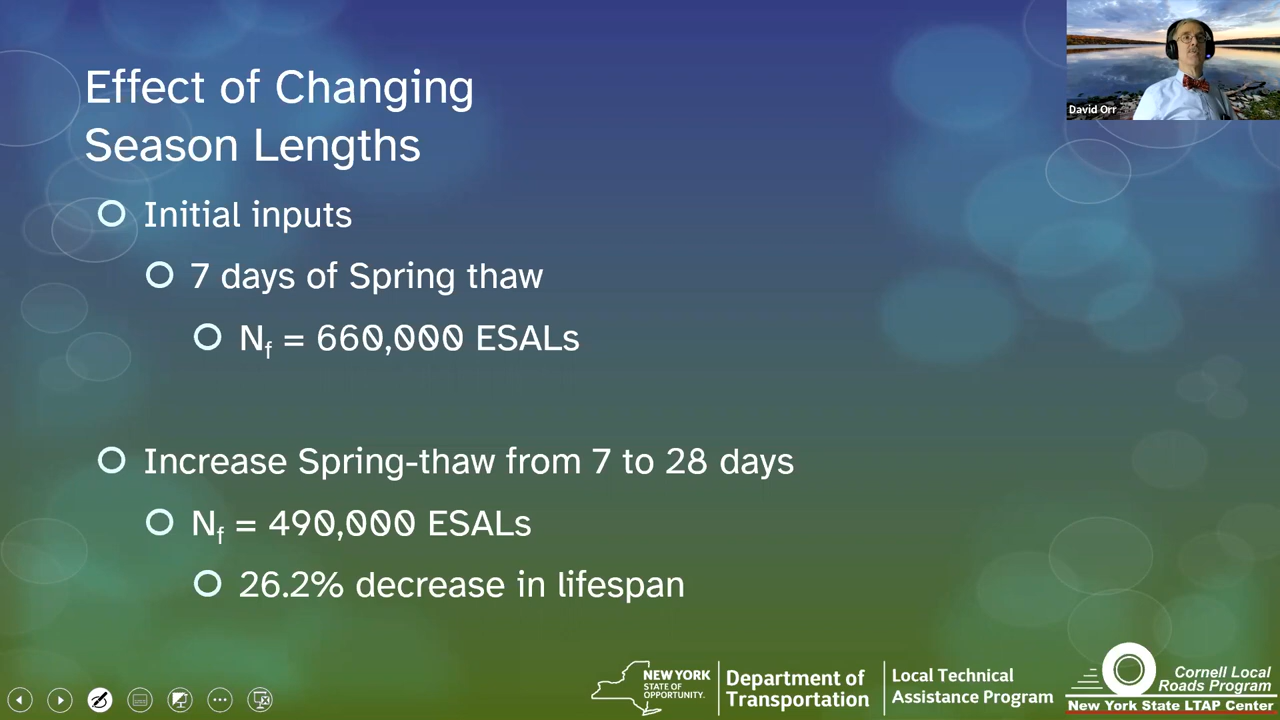 Effect of Changing
Season Lengths
Initial inputs
7 days of Spring thaw
Nf = 660,000 ESALs
Increase Spring-thaw from 7 to 28 days
Nf = 490,000 ESALs
26.2% decrease in lifespan
David Orr
NEW YORK
STATE OF
OPPORTUNITY.
Department of
Transportation
Local Technical
Assistance Program
Cornell Local
Roads Program
New York State LTAP Center